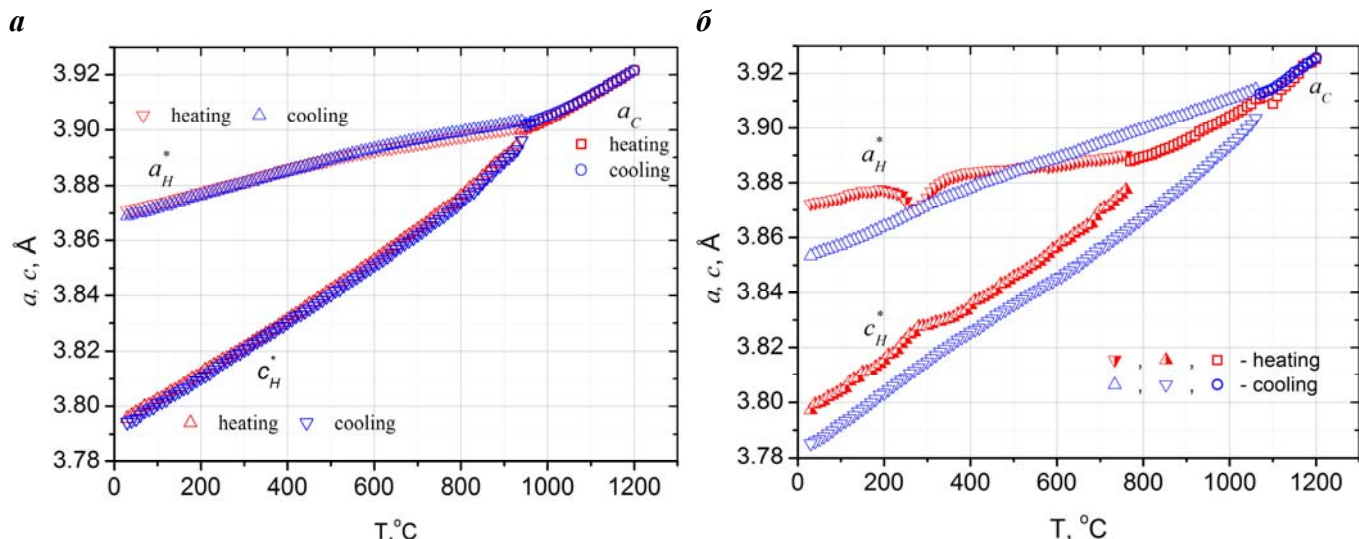 а
3.92
3.90
3.88
3.86
3.84
3.82
3.80
3.78
a, c, Å
heating
cooling
a*H
aC
heating
cooling
c*H
heating
cooling
0
200
400
600
800
1000
1200
T,°C
б
3.92
3.90
3.88
3.86
3.84
3.82
3.80
3.78
a, c, Å
a*H
aC
c*H
, , - heating
, , - cooling
0
200
400
600
800
1000
1200
T, °C